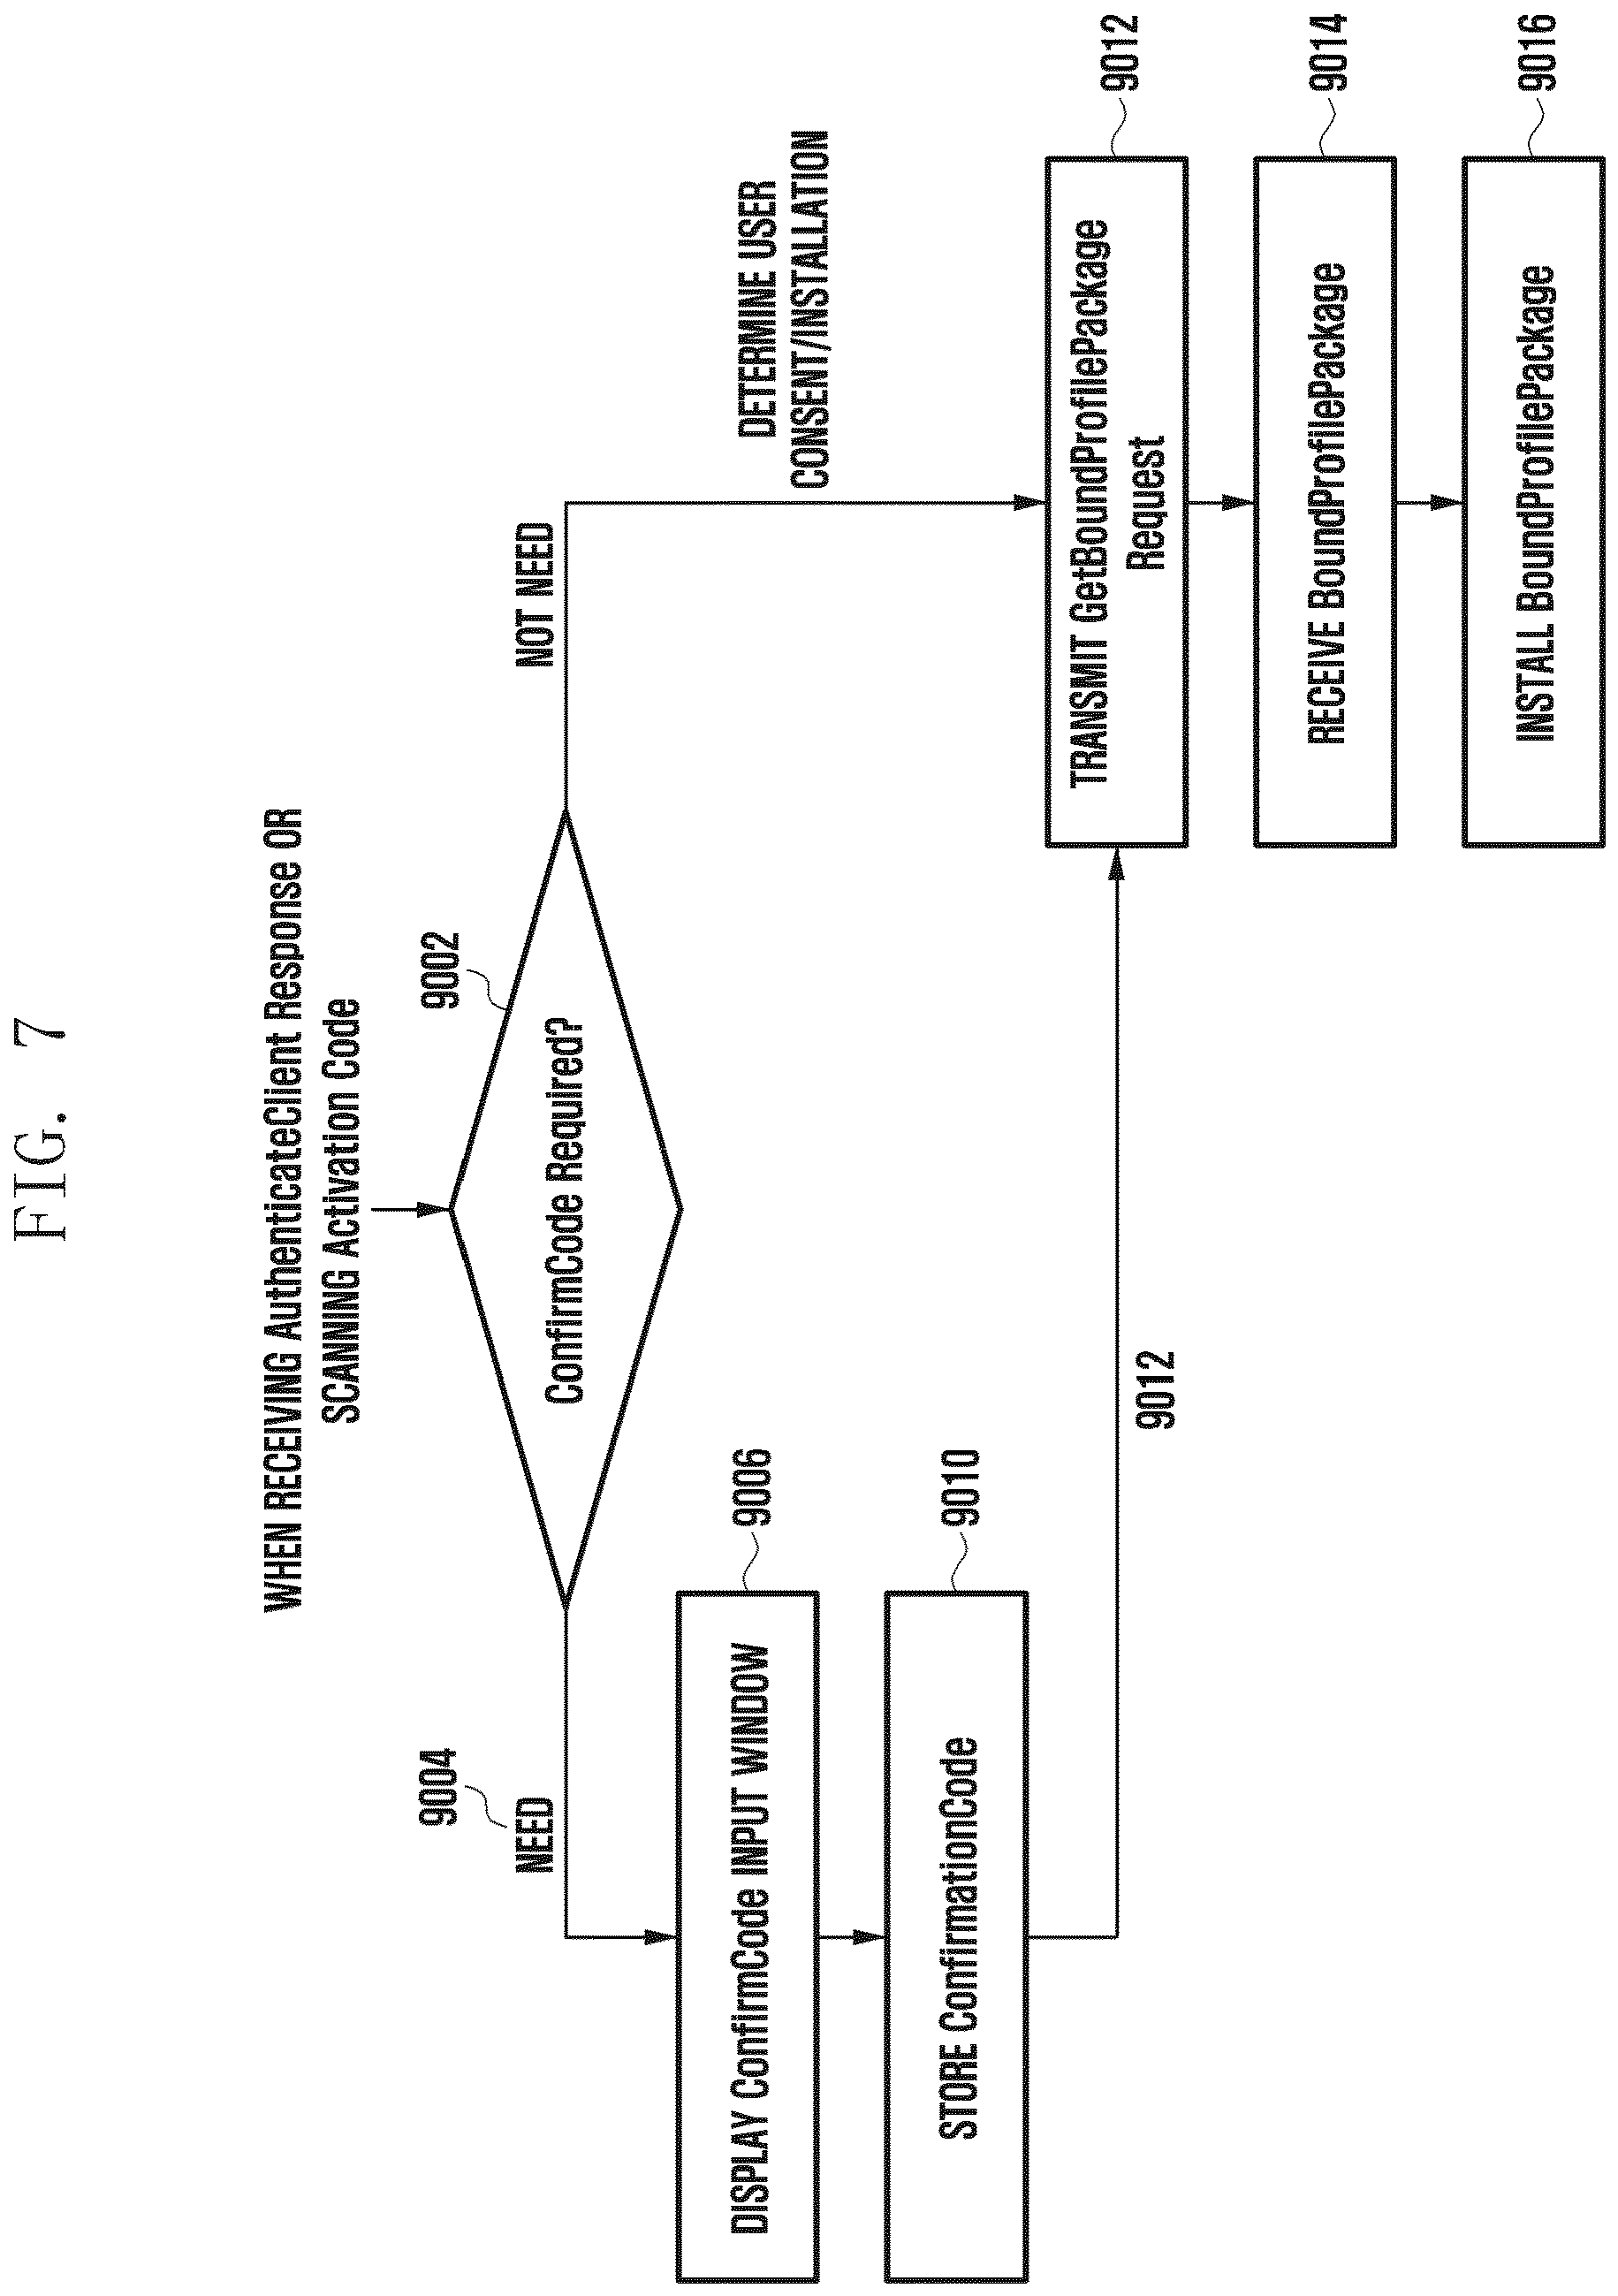 FIG. 7
WHEN RECEIVING AuthenticateClient Response OR
SCANNING Activation Code
9002
ConfirmCode Required?
9004
NEED
NOT NEED
DISPLAY ConfirmCode INPUT WINDOW
9006
DETERMINE USER
CONSENT/INSTALLATION
STORE ConfirmationCode
9010
9012
TRANSMIT GetBoundProfilePackage
Request
9012
RECEIVE BoundProfilePackage
9014
INSTALL BoundProfilePackage
9016